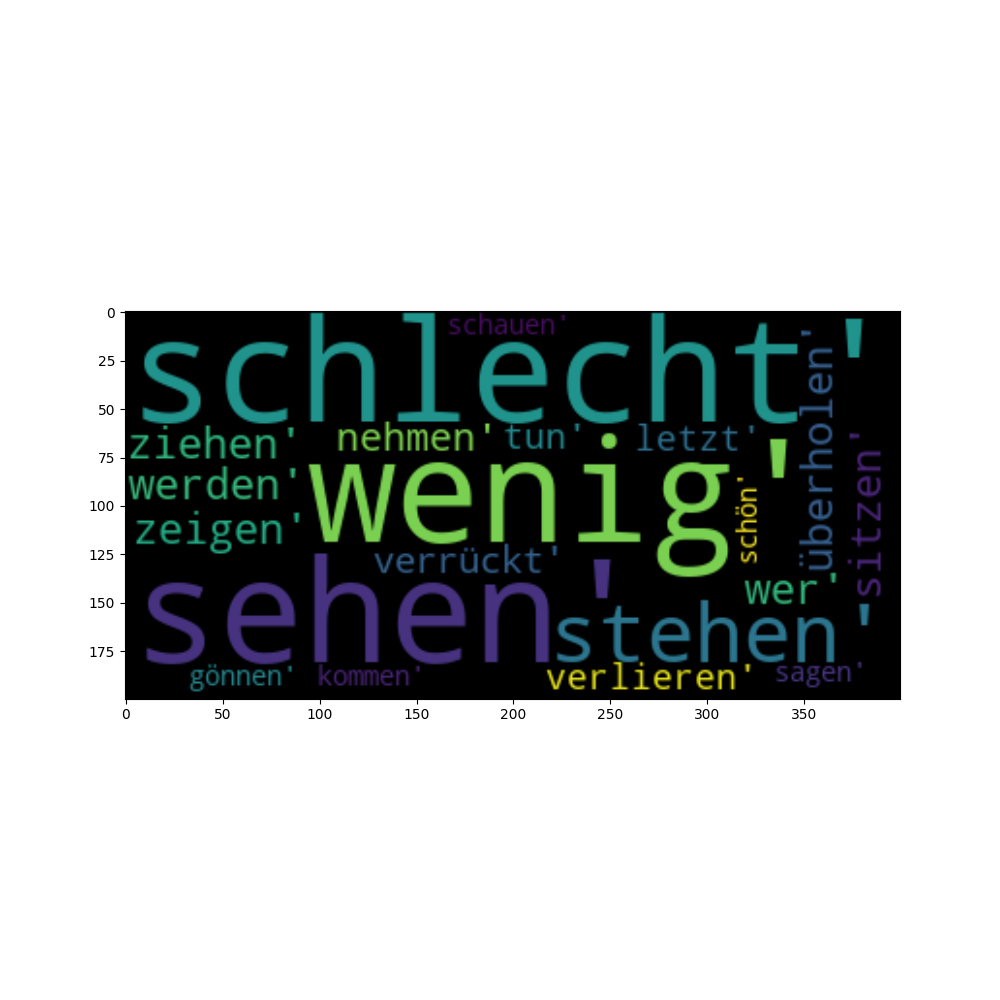 schlecht'
schauen'
überholen'
ziehen'
nehmen'
tun'
letzt'
sitzen'
werden'
wenig'
schön'
zeigen'
verrückt'
sehen'
wer'
stehen'
gönnen'
kommen'
verlieren'
sagen'
0
25
50
75
100
125
150
175
0 50 100 150 200 250 300 350